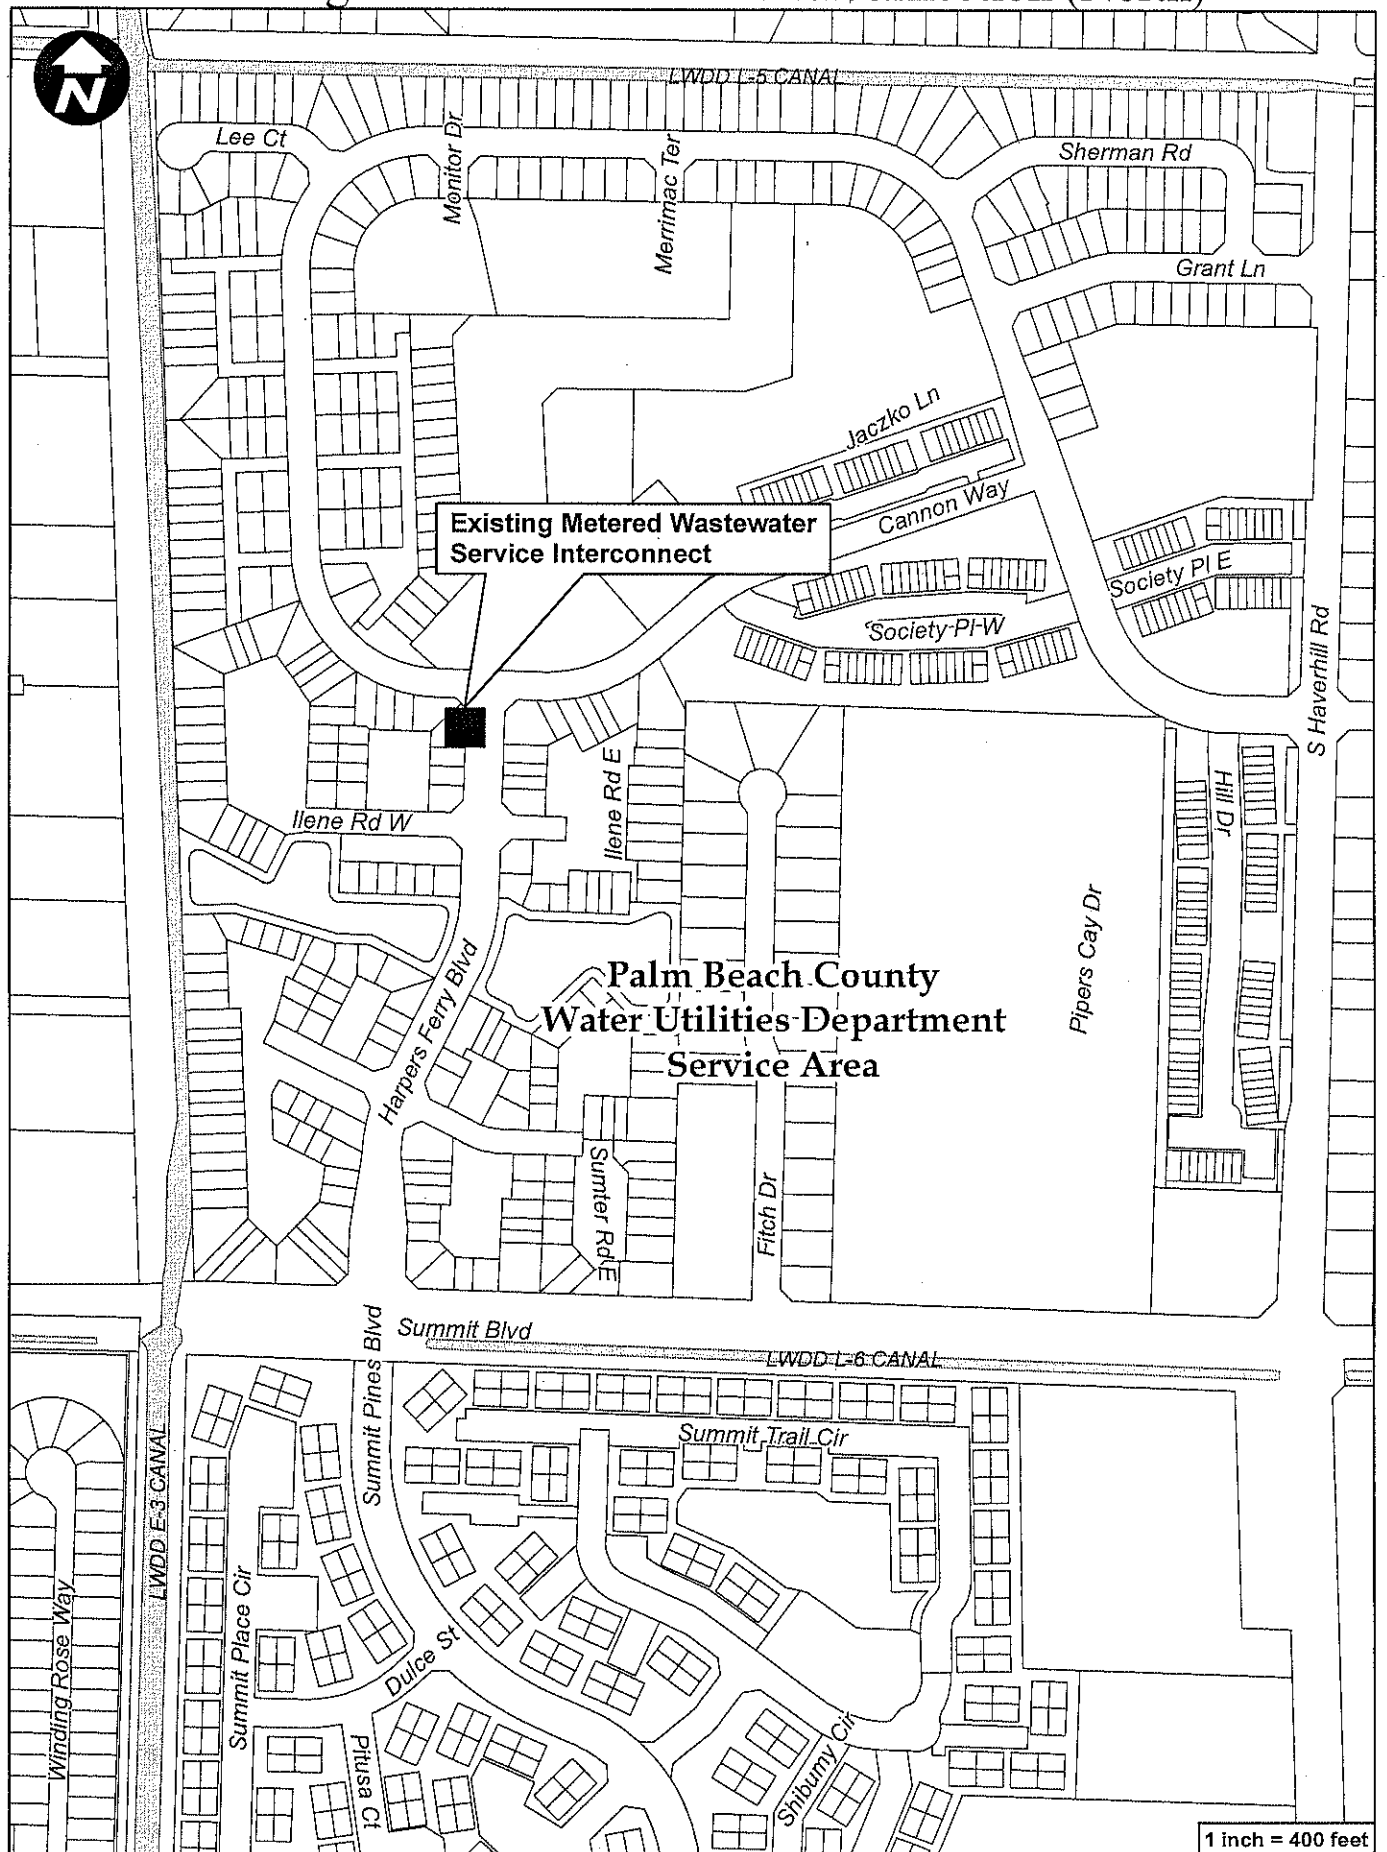 (North)
N
LWDD L-5 CANAL
Lee Ct
Monitor Dr
Merrimac Ter
Sherman Rd
Grant Ln
Jaczko Ln
Cannon Way
Existing Metered Wastewater
Service Interconnect
Society Pl E
Society Pl W
S Haverhill Rd
Ilene Rd E
Hill Dr
Ilene Rd W
Pipers Cay Dr
Harpers Ferry Blvd
Palm Beach County
Water Utilities Department
Service Area
Sumter Rd E
Fitch Dr
Summit Blvd
Summit Pines Blvd
LWDD L-6 CANAL
Summit Trail Cir
LWDD E-3 CANAL
Summit Place Cir
Winding Rose Way
Dulce St
Pitusa Ct
Shibumy Cir
1 inch = 400 feet